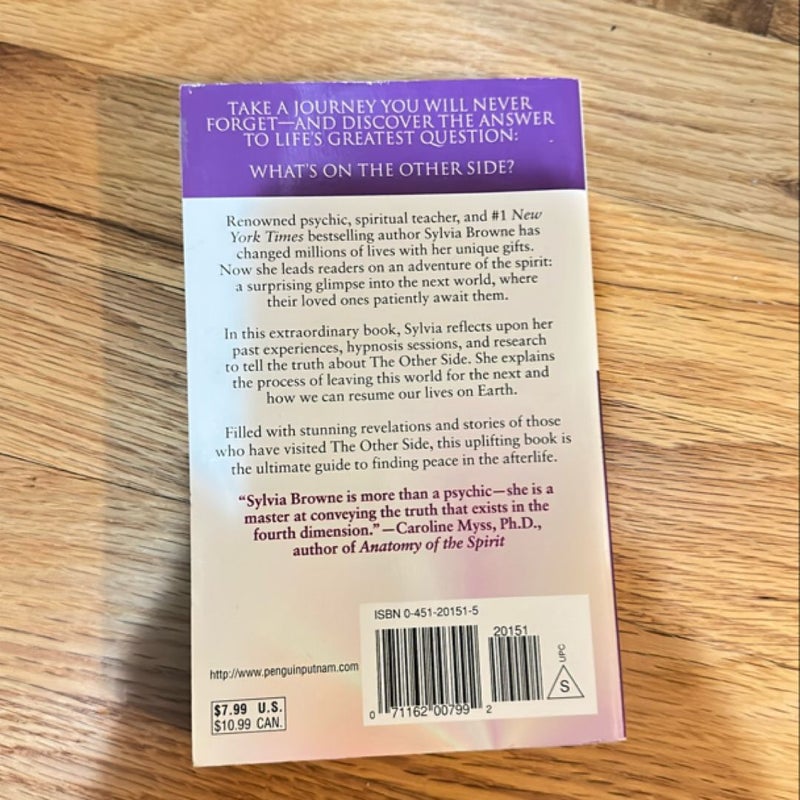 TAKE A JOURNEY YOU WILL NEVER
FORGET—AND DISCOVER THE ANSWER
TO LIFE'S GREATEST QUESTION:
WHAT'S ON THE OTHER SIDE?
Renowned psychic, spiritual teacher, and #1 New
York Times bestselling author Sylvia Browne has
changed millions of lives with her unique gifts.
Now she leads readers on an adventure of the spirit:
a surprising glimpse into the next world, where
their loved ones patiently await them.
In this extraordinary book, Sylvia reflects upon her
past experiences, hypnosis sessions, and research
to tell the truth about The Other Side. She explains
the process of leaving this world for the next and
how we can resume our lives on Earth.
Filled with stunning revelations and stories of those
who have visited The Other Side, this uplifting book is
the ultimate guide to finding peace in the afterlife.
“Sylvia Browne is more than a psychic—she is a
master at conveying the truth that exists in the
fourth dimension.”—Caroline Myss, Ph.D.,
author of Anatomy of the Spirit
ISBN 0-451-20151-5
20151
UPC
S
0 71162 00799 2
http://www.penguinputnam.com
$7.99 U.S.
$10.99 CAN.